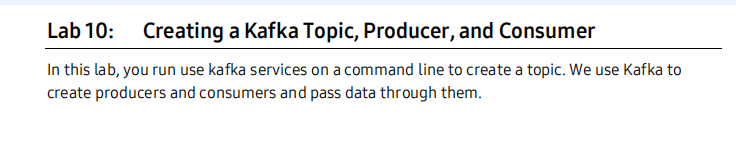 Lab 10: Creating a Kafka Topic, Producer, and Consumer
In this lab, you run use kafka services on a command line to create a topic. We use Kafka to
create producers and consumers and pass data through them.